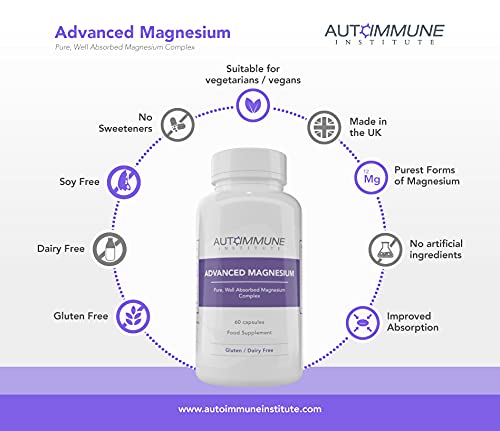 Advanced Magnesium
Pure, Well Absorbed Magnesium Complex
AUTOIMMUNE
INSTITUTE
Suitable for
vegetarians / vegans
No
Sweeteners
Made in
the UK
Soy Free
12
Mg
Purest Forms
of Magnesium
Dairy Free
No artificial
ingredients
Gluten Free
Improved
Absorption
AUTOIMMUNE
INSTITUTE
ADVANCED MAGNESIUM
Pure, Well Absorbed Magnesium
Complex
60 capsules
Food Supplement
Gluten / Dairy Free
www.autoimmuneinstitute.com